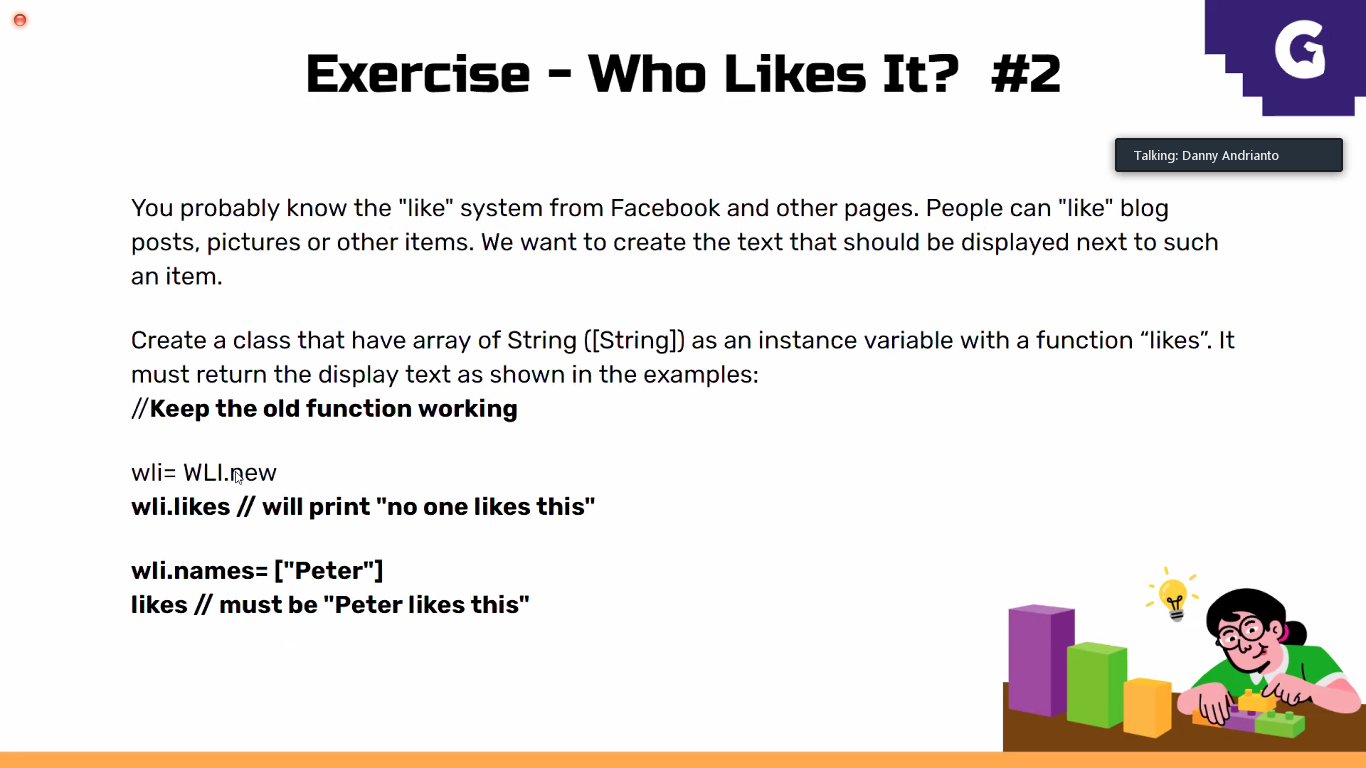 Exercise - Who Likes It? #2
G
Talking: Danny Andrianto
You probably know the "like" system from Facebook and other pages. People can "like" blog
posts, pictures or other items. We want to create the text that should be displayed next to such
an item.
Create a class that have array of String ([String]) as an instance variable with a function “likes”. It
must return the display text as shown in the examples:
//Keep the old function working
wli= WLI.new
wli.likes // will print "no one likes this"
wli.names= ["Peter"]
likes // must be "Peter likes this"